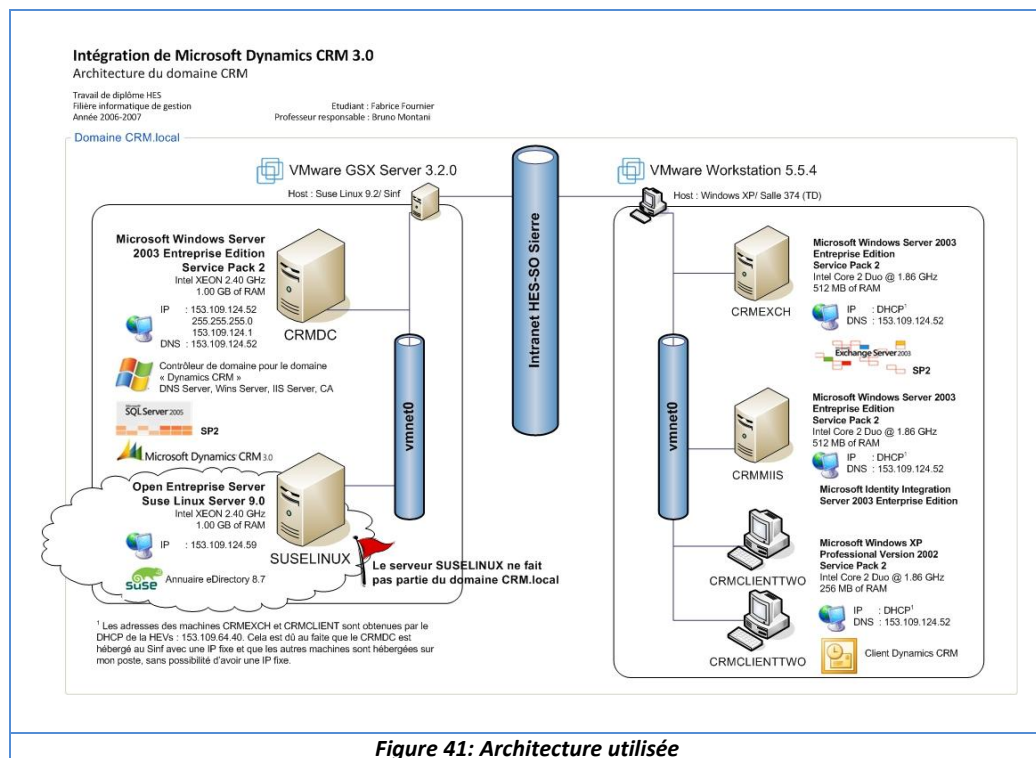 Intégration de Microsoft Dynamics CRM 3.0
Architecture du domaine CRM
Travail de diplôme HES
Filière informatique de gestion
Année 2006-2007
Etudiant : Fabrice Fournier
Professeur responsable : Bruno Montani
Domaine CRM.local
VMware GSX Server 3.2.0
Host : Suse Linux 9.2/ Sinf
Microsoft Windows Server
2003 Entreprise Edition
Service Pack 2
Intel XEON 2.40 GHz
1.00 GB of RAM
IP : 153.109.124.52
255.255.255.0
153.109.124.1
DNS : 153.109.124.52
CRMDC
Contrôleur de domaine pour le domaine
« Dynamics CRM »
DNS Server, Wins Server, IIS Server, CA
SQL Server 2005
SP2
Microsoft Dynamics CRM 3.0
Open Entreprise Server
Suse Linux Server 9.0
Intel XEON 2.40 GHz
1.00 GB of RAM
IP : 153.109.124.59
SUSELINUX
suse
Annuaire eDirectory 8.7
Le serveur SUSELINUX ne fait
pas partie du domaine CRM.local
vmnet0
Intranet HES-SO Sierre
VMware Workstation 5.5.4
Host : Windows XP/ Salle 374 (TD)
vmnet0
CRMEXCH
Microsoft Windows Server 2003
Entreprise Edition
Service Pack 2
Intel Core 2 Duo @ 1.86 GHz
512 MB of RAM
IP : DHCP¹
DNS : 153.109.124.52
Exchange Server 2003
SP2
CRMMIIS
Microsoft Windows Server 2003
Entreprise Edition
Service Pack 2
Intel Core 2 Duo @ 1.86 GHz
512 MB of RAM
IP : DHCP¹
DNS : 153.109.124.52
Microsoft Identity Integration
Server 2003 Enterprise Edition
CRMCLIENTTWO
CRMCLIENTTWO
Microsoft Windows XP
Professional Version 2002
Service Pack 2
Intel Core 2 Duo @ 1.86 GHz
256 MB of RAM
IP : DHCP¹
DNS : 153.109.124.52
Client Dynamics CRM
¹ Les adresses des machines CRMEXCH et CRMCLIENT sont obtenues par le
DHCP de la HEVs : 153.109.64.40. Cela est dû au faite que le CRMDC est
hébergé au Sinf avec une IP fixe et que les autres machines sont hébergées sur
mon poste, sans possibilité d'avoir une IP fixe.
Figure 41: Architecture utilisée